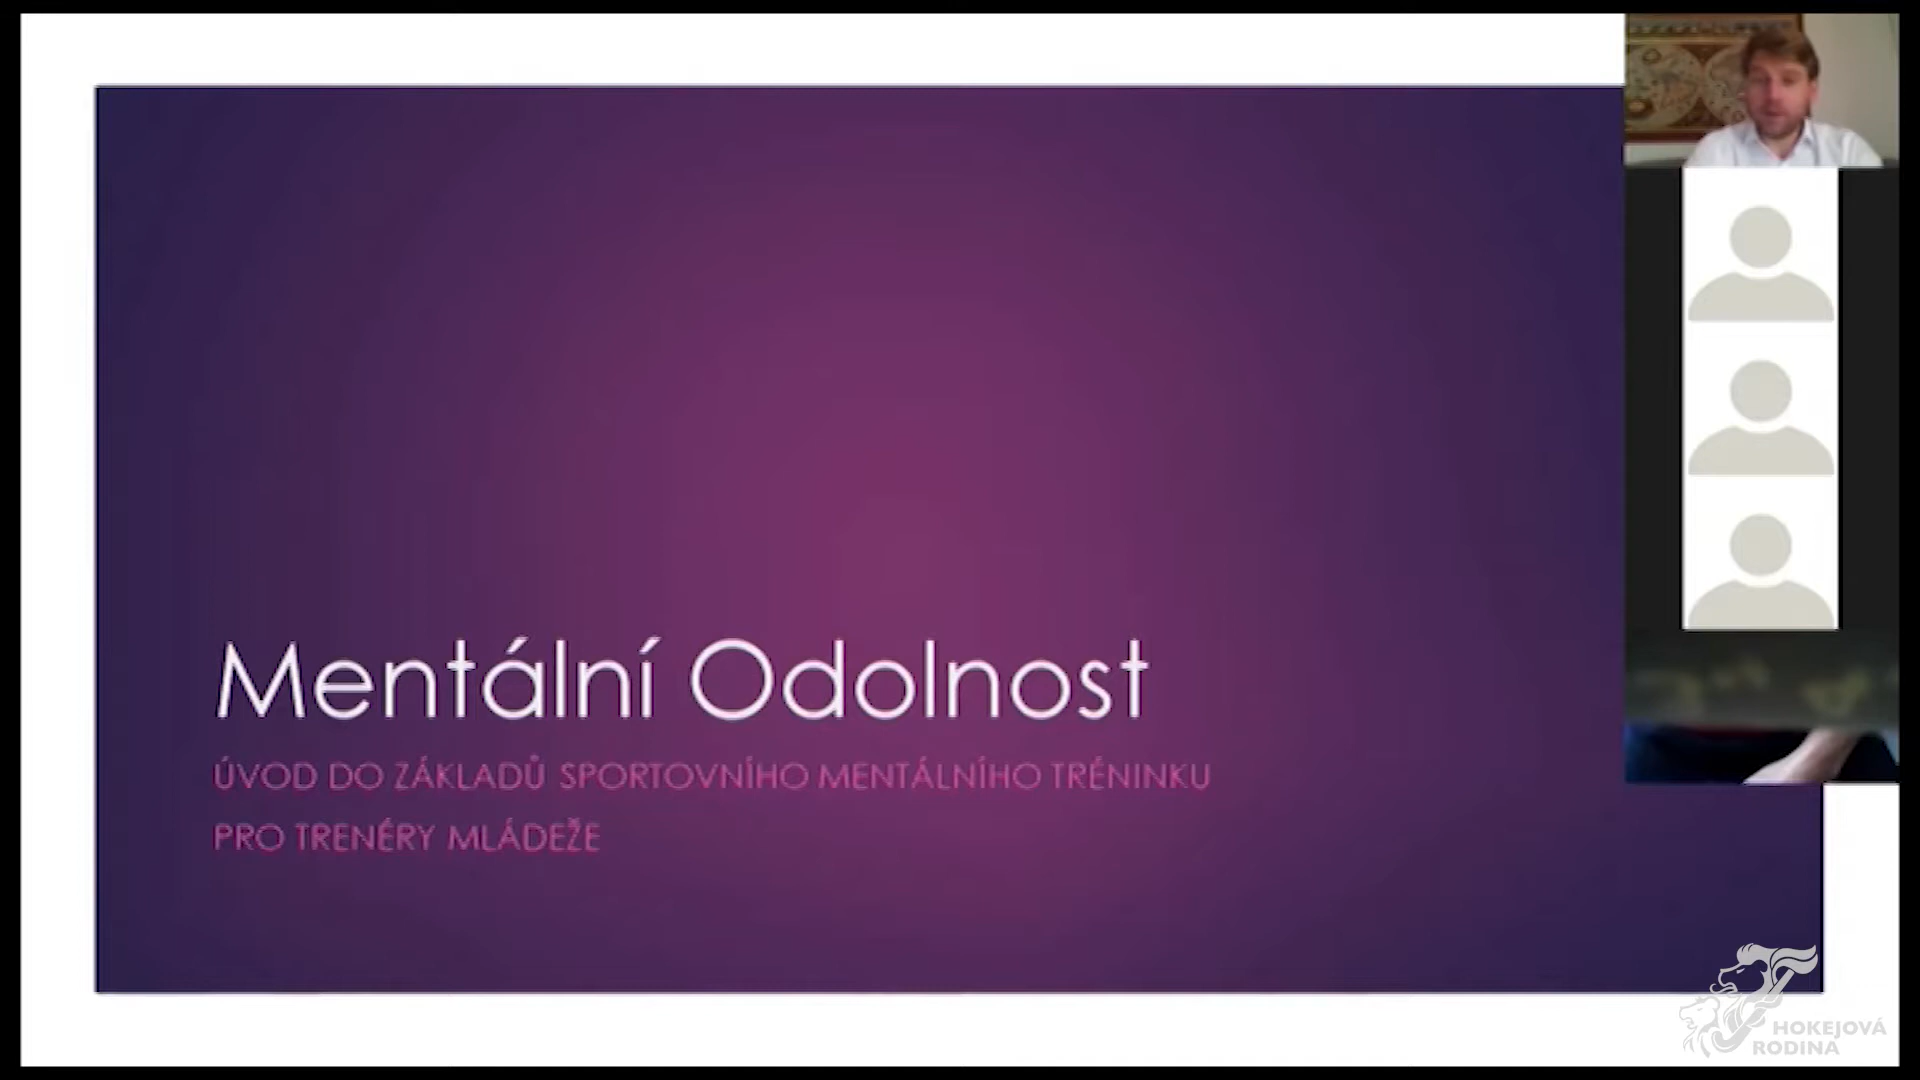 Mentální Odolnost
ÚVOD DO ZÁKLADŮ SPORTOVNÍHO MENTÁLNÍHO TRÉNINKU
PRO TRENÉRY MLÁDEŽE
HOKEJOVÁ
RODINA